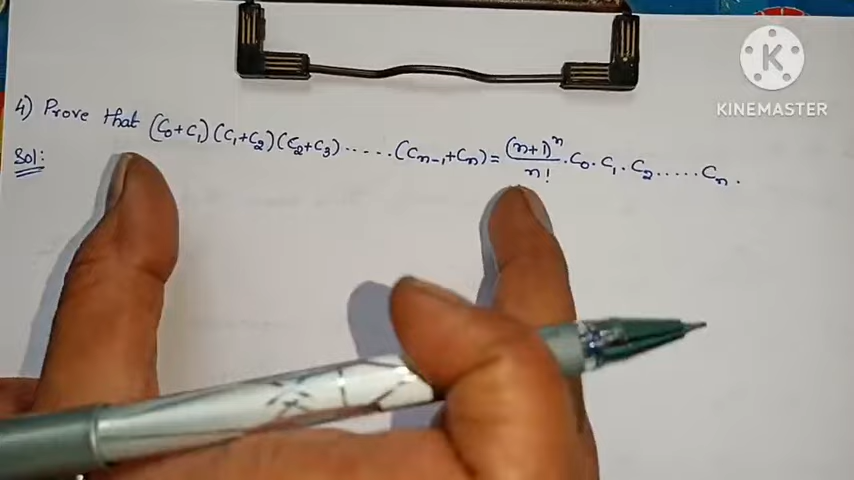 4) Prove that (C₀+C₁)(C₁+C₂)(C₂+C₃).....(Cₙ₋₁+Cₙ)=(n+1)ⁿ/n!.C₀.C₁.C₂.....Cₙ.
Sol:
K
KINEMASTER